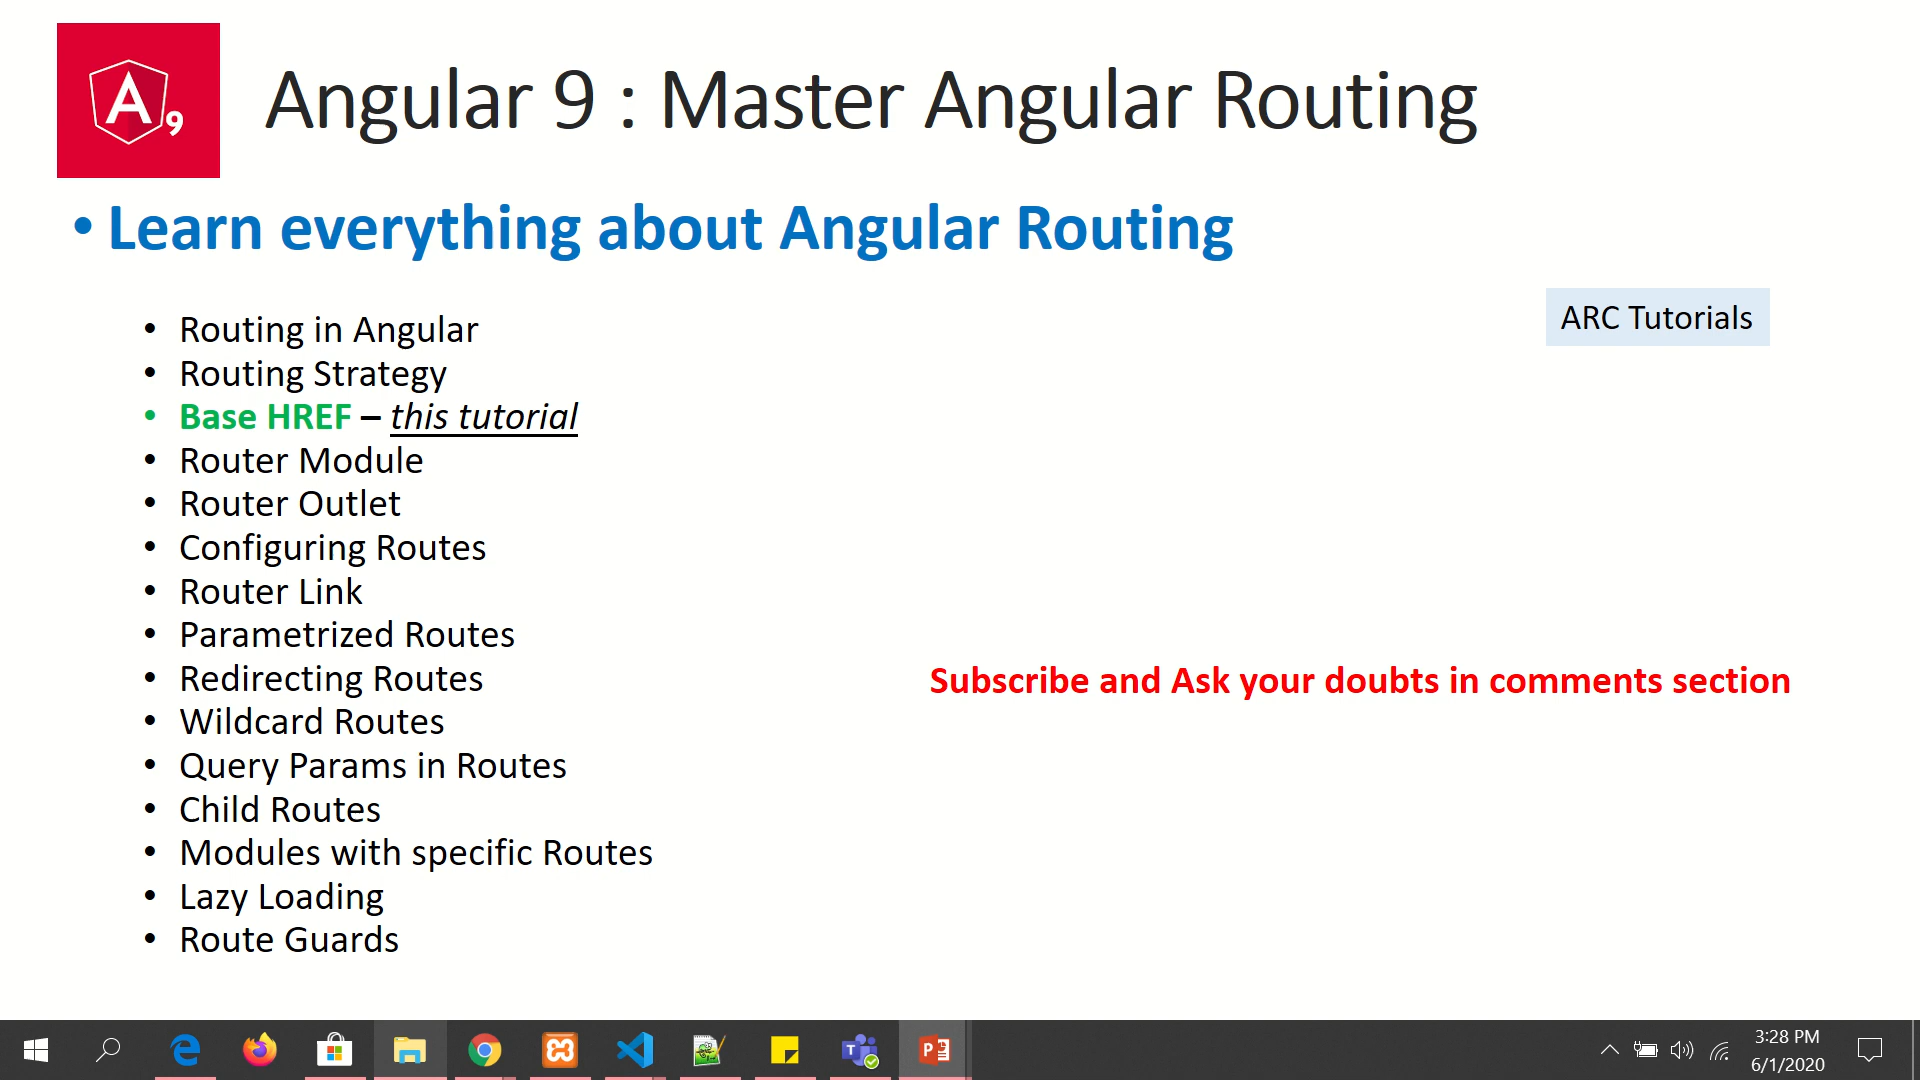 A9
Angular 9 : Master Angular Routing
• Learn everything about Angular Routing
ARC Tutorials
• Routing in Angular
• Routing Strategy
• Base HREF – this tutorial
• Router Module
• Router Outlet
• Configuring Routes
• Router Link
• Parametrized Routes
• Redirecting Routes
Subscribe and Ask your doubts in comments section
• Wildcard Routes
• Query Params in Routes
• Child Routes
• Modules with specific Routes
• Lazy Loading
• Route Guards
3:28 PM
6/1/2020